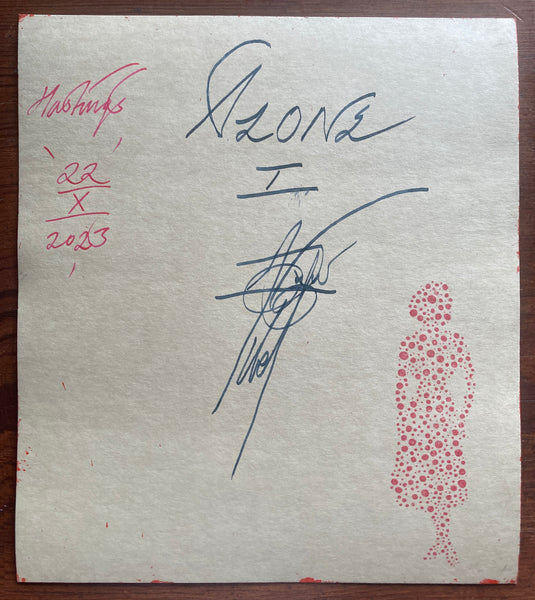 Hastings
22
X
2023
ALONE
I